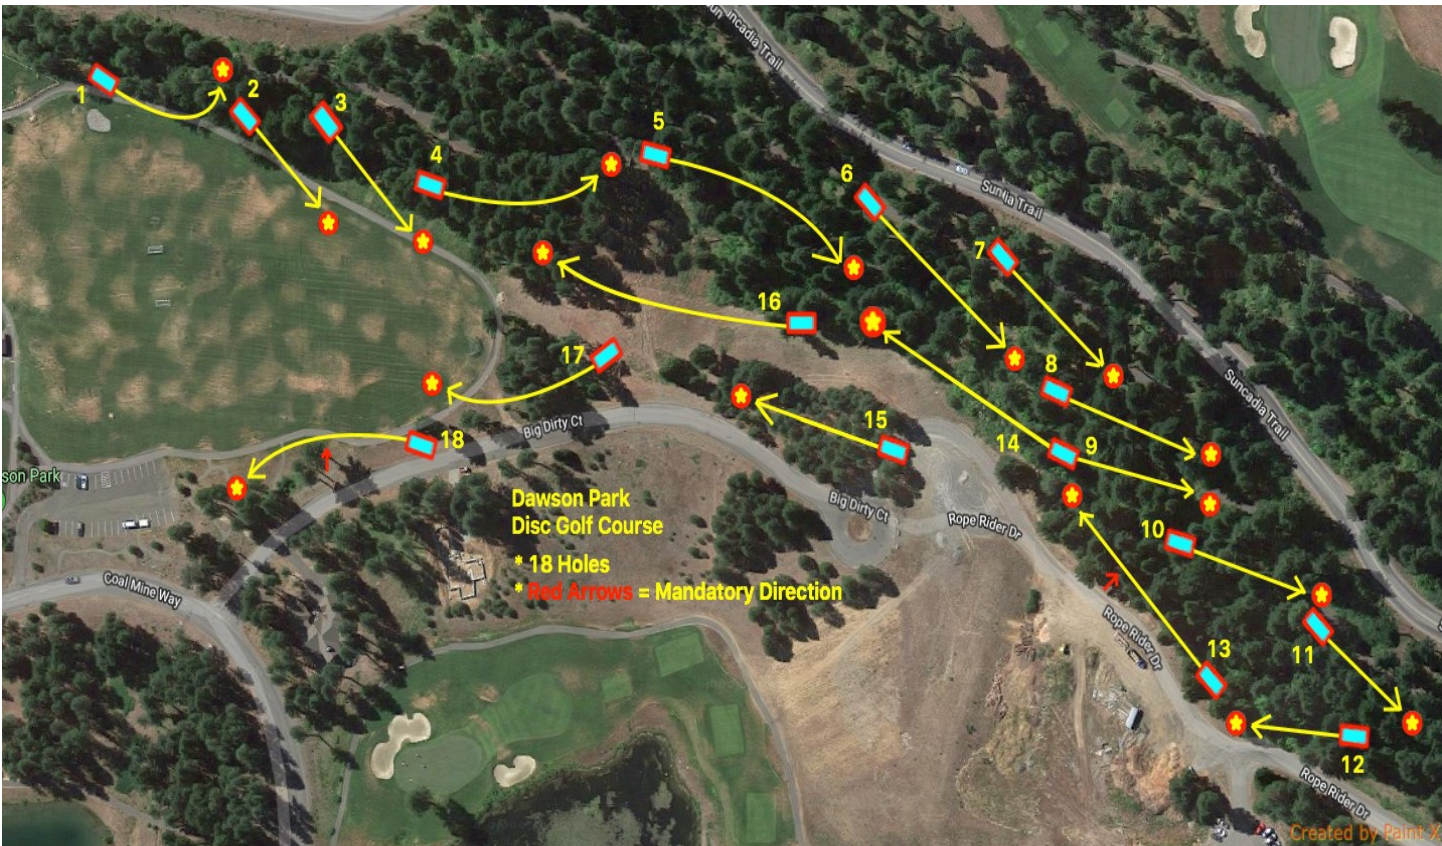 uncadia Trail
un
1
2
3
4
5
6
7
Suncadia Trail
8
9
10
11
12
13
14
15
16
17
18
Big Dirty Ct
son Park
Dawson Park
Disc Golf Course
* 18 Holes
* Red Arrows = Mandatory Direction
Big Dirty Ct
Rope Rider Dr
Coal Mine Way
Rope Rider Dr
Rope Rider Dr
Created by Paint X